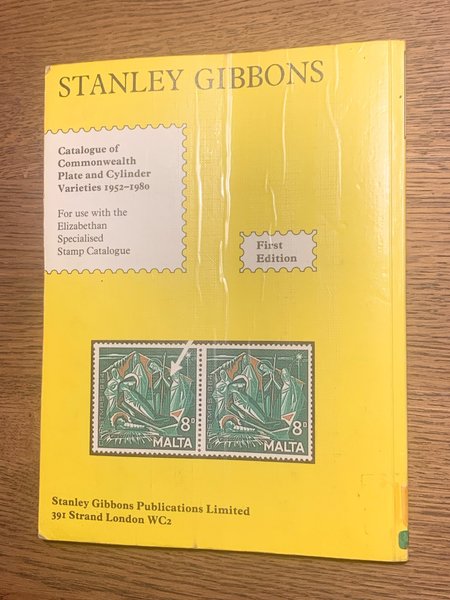 STANLEY GIBBONS
Catalogue of
Commonwealth
Plate and Cylinder
Varieties 1952–1980
For use with the
Elizabethan
Specialised
Stamp Catalogue
First
Edition
8D
MALTA
8D
MALTA
Stanley Gibbons Publications Limited
391 Strand London WC2